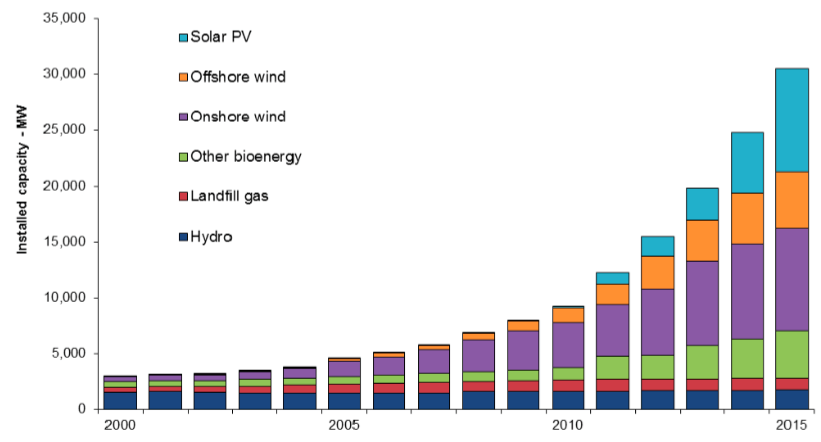 35,000
30,000
25,000
20,000
15,000
10,000
5,000
0
Installed capacity - MW
Solar PV
Offshore wind
Onshore wind
Other bioenergy
Landfill gas
Hydro
2000
2005
2010
2015